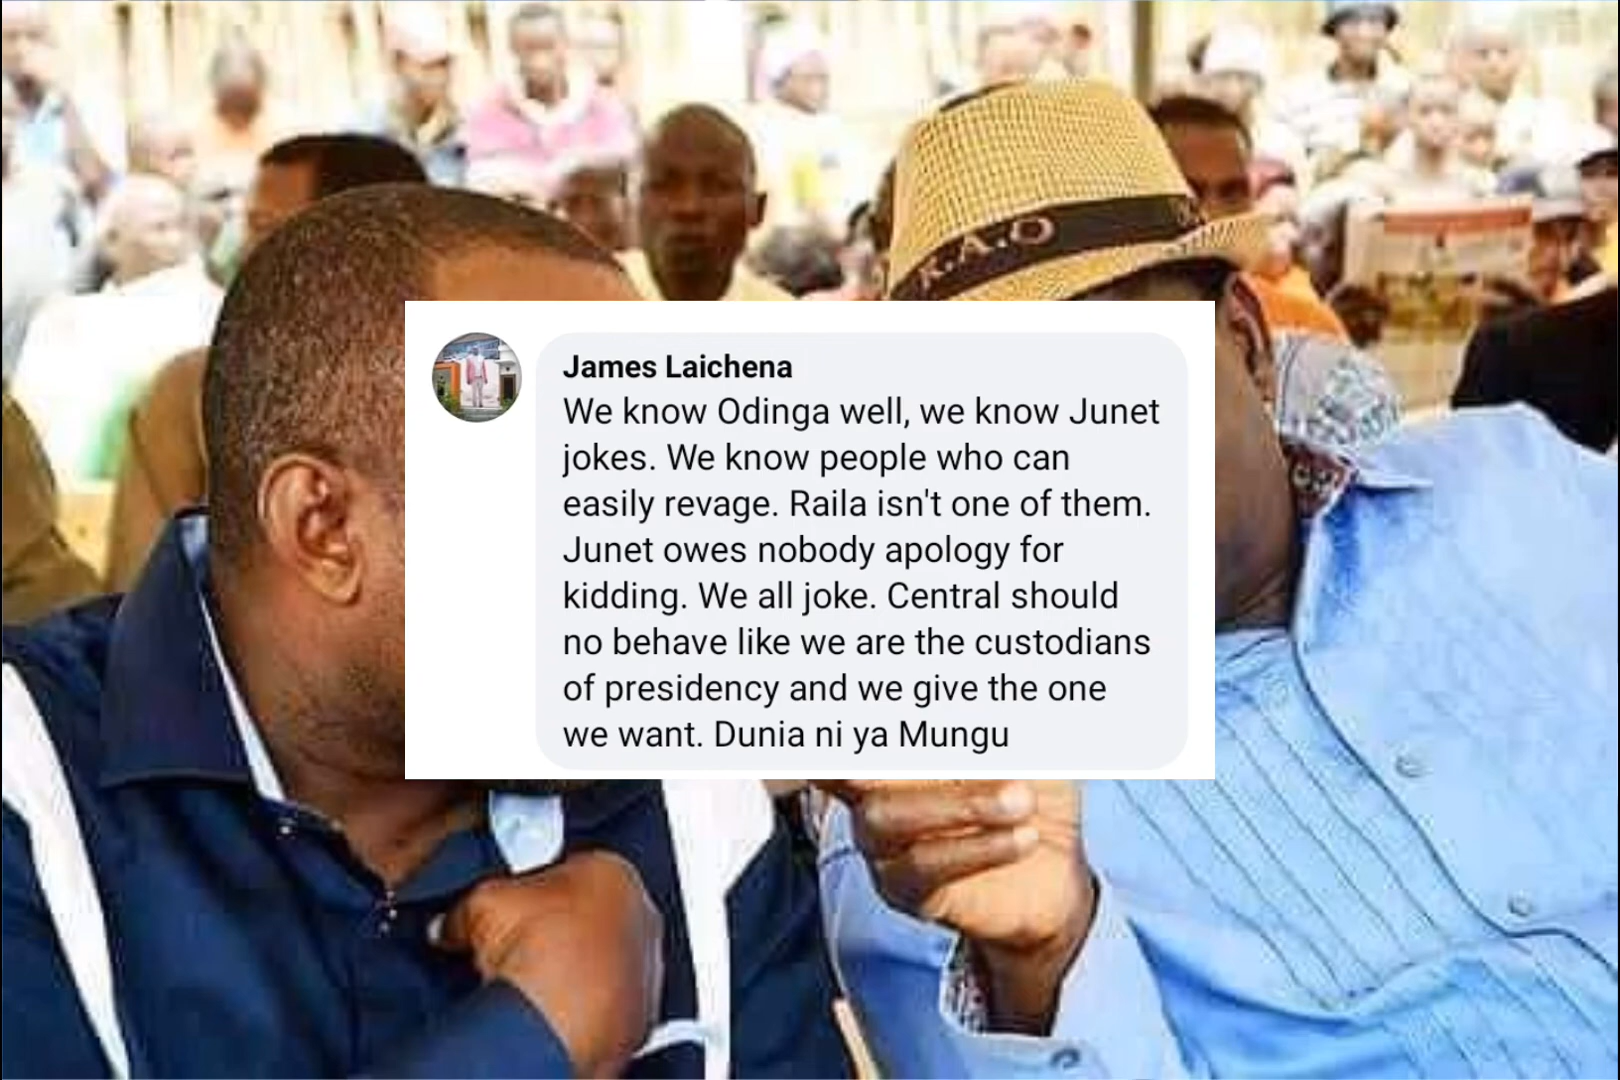 R.A.O
James Laichena
We know Odinga well, we know Junet
jokes. We know people who can
easily revage. Raila isn't one of them.
Junet owes nobody apology for
kidding. We all joke. Central should
no behave like we are the custodians
of presidency and we give the one
we want. Dunia ni ya Mungu